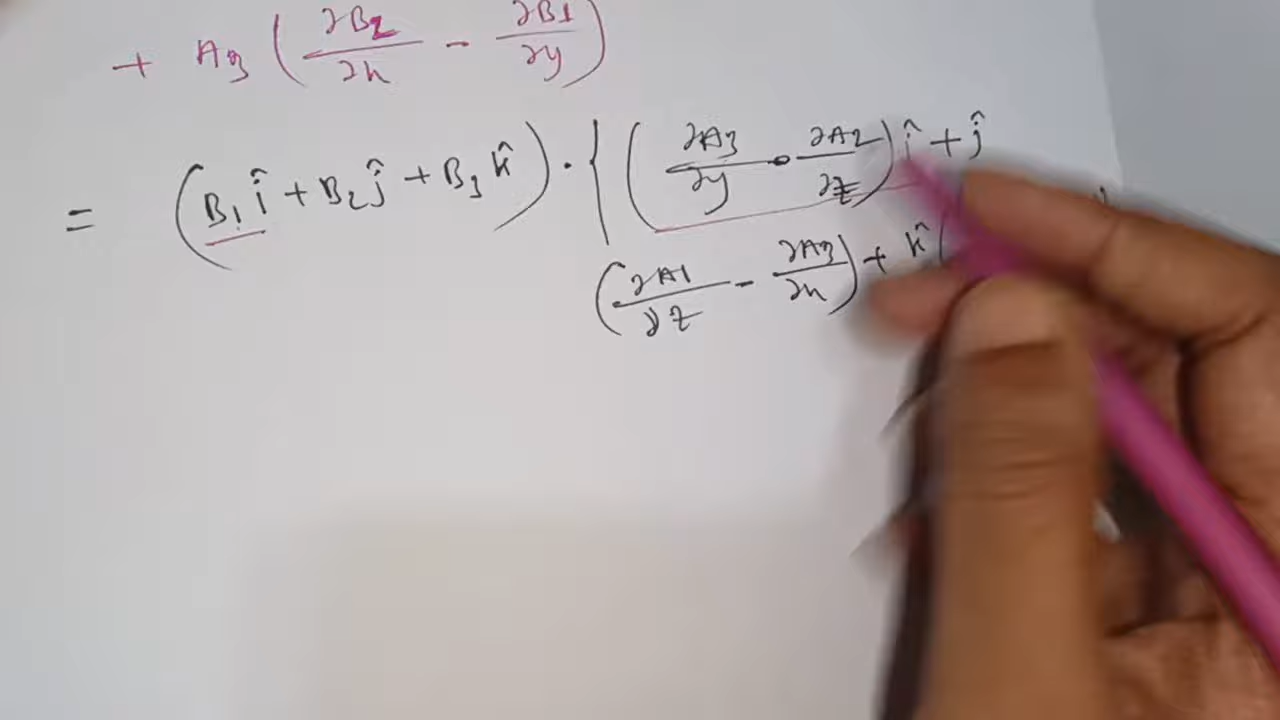 + A3 ( ∂B2/∂x - ∂B1/∂y )
= ( B1 î + B2 ĵ + B3 k̂ ) · { ( ∂A3/∂y - ∂A2/∂z ) î + ĵ
( ∂A1/∂z - ∂A3/∂x ) + k̂ (